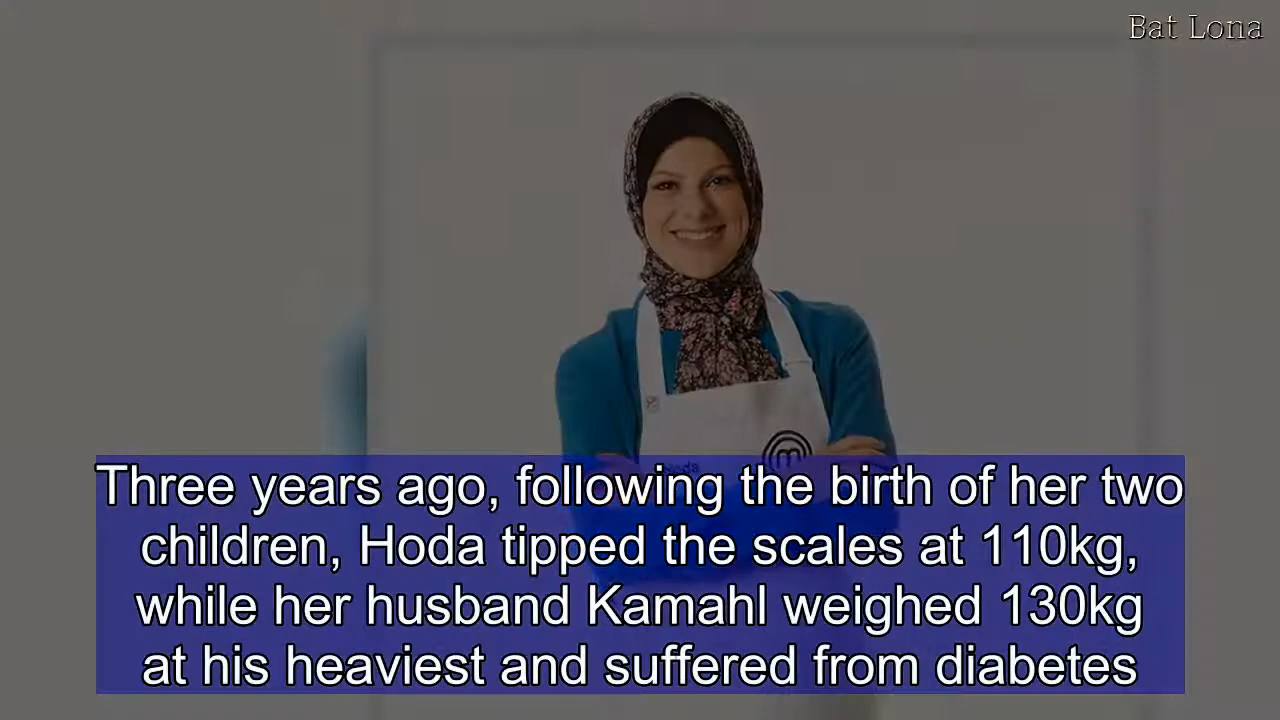 Bat Lona
Three years ago, following the birth of her two
children, Hoda tipped the scales at 110kg,
while her husband Kamahl weighed 130kg
at his heaviest and suffered from diabetes